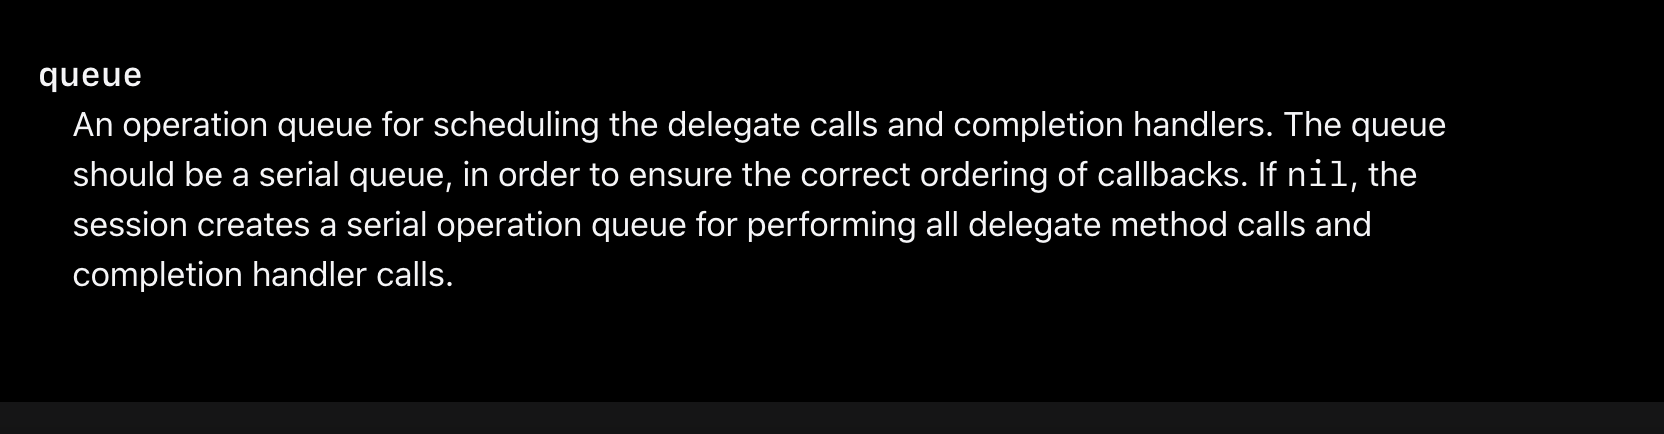 queue
An operation queue for scheduling the delegate calls and completion handlers. The queue
should be a serial queue, in order to ensure the correct ordering of callbacks. If nil, the
session creates a serial operation queue for performing all delegate method calls and
completion handler calls.